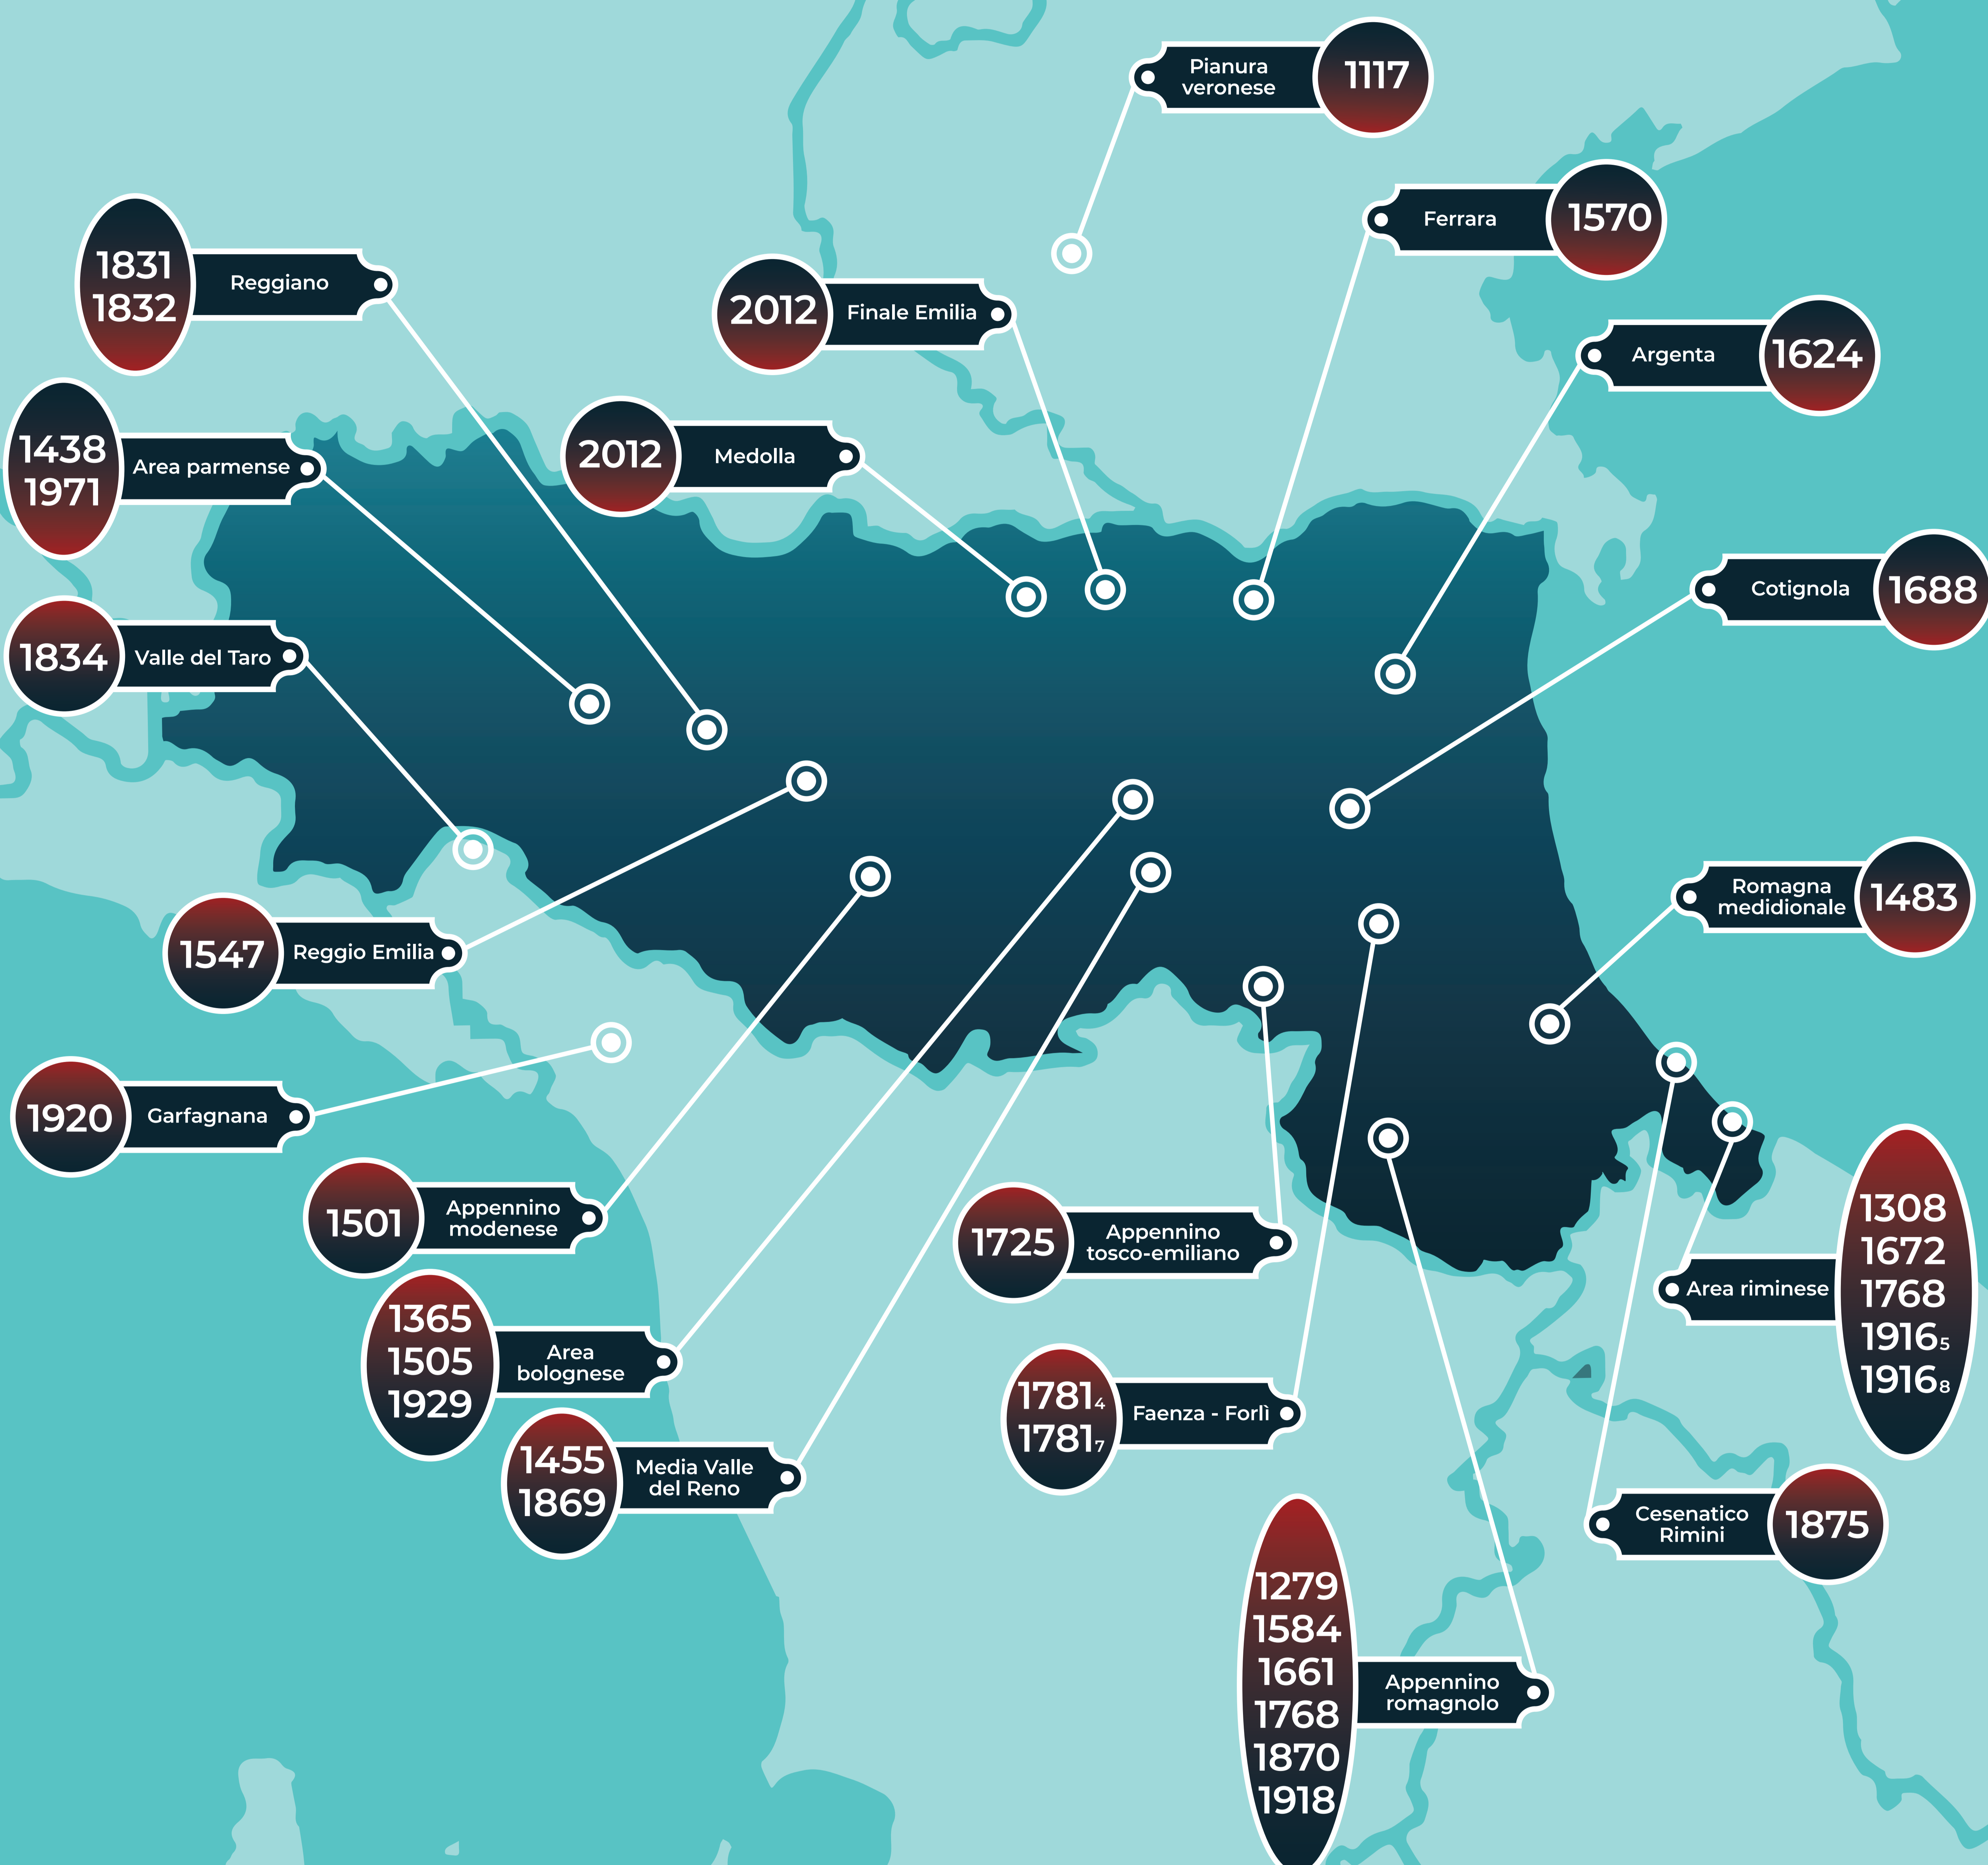 Pianura
veronese
1117
Ferrara
1570
1831
1832
Reggiano
2012
Finale Emilia
Argenta
1624
1438
1971
Area parmense
2012
Medolla
Cotignola
1688
1834
Valle del Taro
Romagna
medidionale
1483
1547
Reggio Emilia
1920
Garfagnana
1501
Appennino
modenese
1725
Appennino
tosco-emiliano
Area riminese
1308
1672
1768
1916₅
1916₈
1365
1505
1929
Area
bolognese
1781₄
1781₇
Faenza - Forlì
1455
1869
Media Valle
del Reno
Cesenatico
Rimini
1875
1279
1584
1661
1768
1870
1918
Appennino
romagnolo